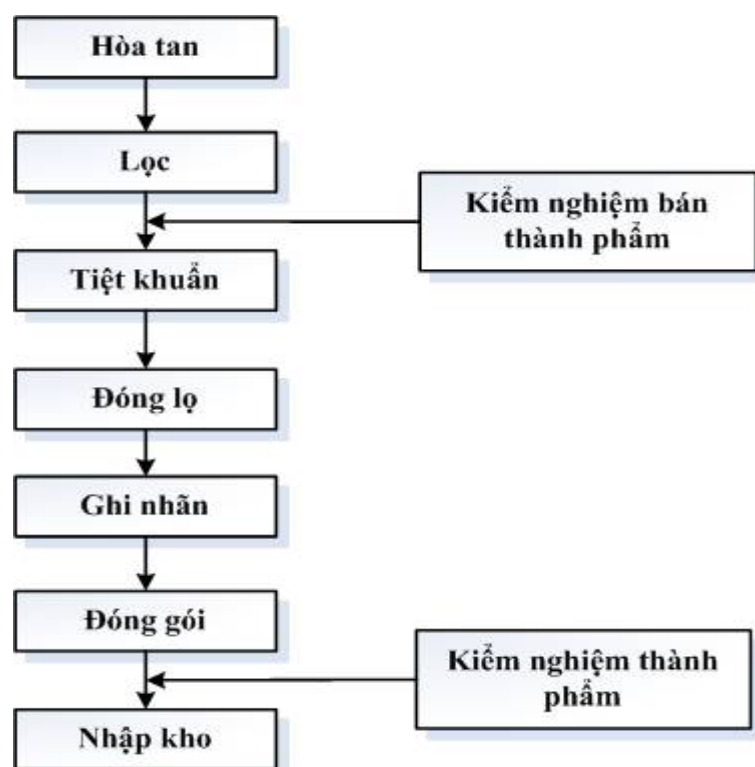 Hòa tan
Lọc
Kiểm nghiệm bán
thành phẩm
Tiệt khuẩn
Đóng lọ
Ghi nhãn
Đóng gói
Kiểm nghiệm thành
phẩm
Nhập kho